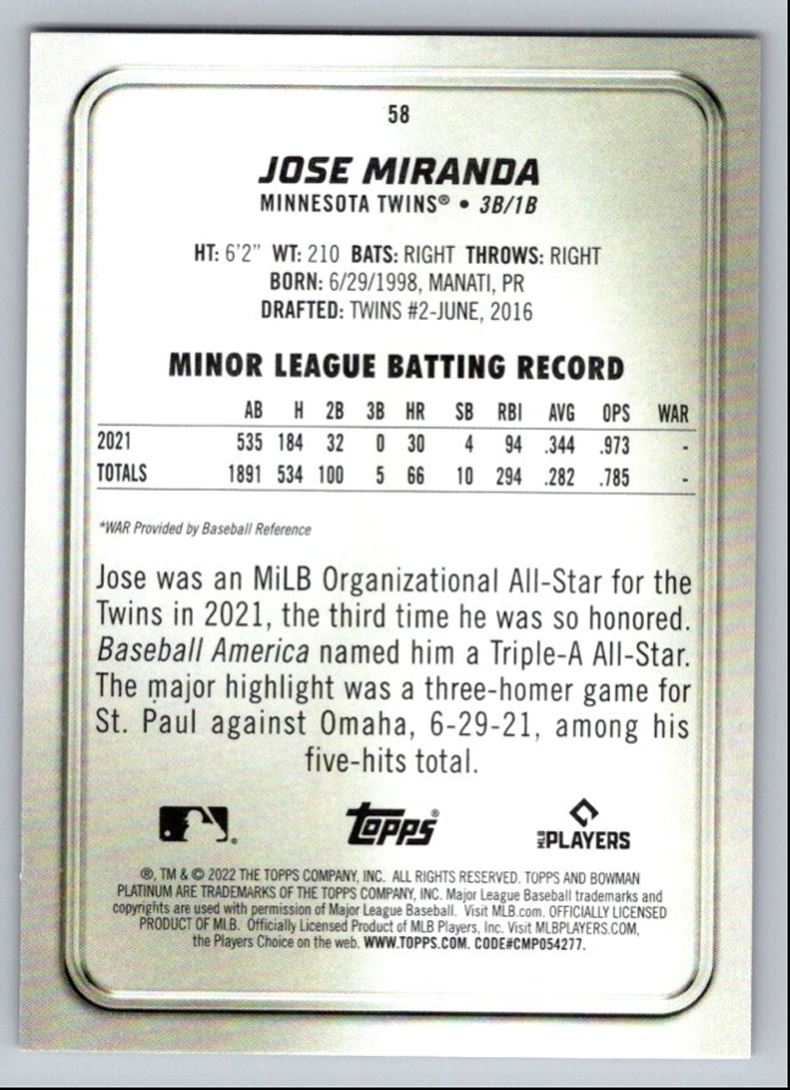 58
JOSE MIRANDA
MINNESOTA TWINS® • 3B/1B
HT: 6'2" WT: 210 BATS: RIGHT THROWS: RIGHT
BORN: 6/29/1998, MANATI, PR
DRAFTED: TWINS #2-JUNE, 2016
MINOR LEAGUE BATTING RECORD
AB H 2B 3B HR SB RBI AVG OPS WAR
2021 535 184 32 0 30 4 94 .344 .973 -
TOTALS 1891 534 100 5 66 10 294 .282 .785 -
*WAR Provided by Baseball Reference
Jose was an MiLB Organizational All-Star for the
Twins in 2021, the third time he was so honored.
Baseball America named him a Triple-A All-Star.
The major highlight was a three-homer game for
St. Paul against Omaha, 6-29-21, among his
five-hits total.
topps® MLB PLAYERS
®, TM & © 2022 THE TOPPS COMPANY, INC. ALL RIGHTS RESERVED. TOPPS AND BOWMAN
PLATINUM ARE TRADEMARKS OF THE TOPPS COMPANY, INC. Major League Baseball trademarks and
copyrights are used with permission of Major League Baseball. Visit MLB.com. OFFICIALLY LICENSED
PRODUCT OF MLB. Officially Licensed Product of MLB Players, Inc. Visit MLBPLAYERS.COM,
the Players Choice on the web. WWW.TOPPS.COM. CODE#CMP054277.